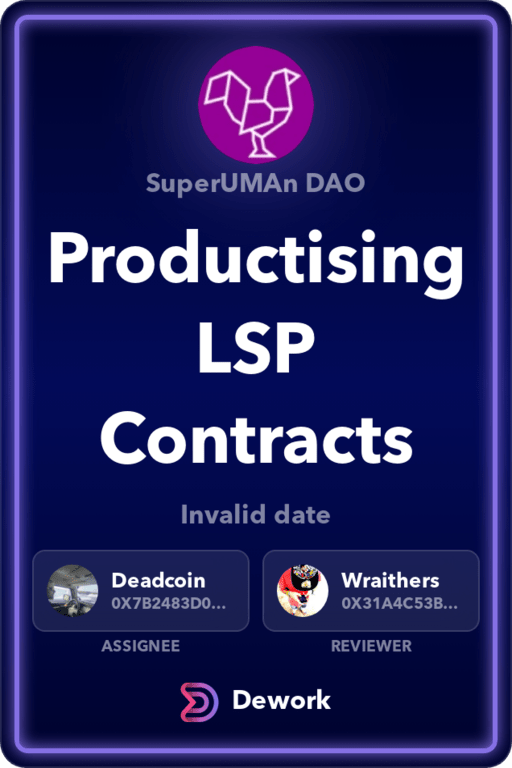 SuperUMAn DAO
Productising
LSP
Contracts
Invalid date
Deadcoin
0X7B2483D0...
ASSIGNEE
Wraithers
0X31A4C53B...
REVIEWER
Dework